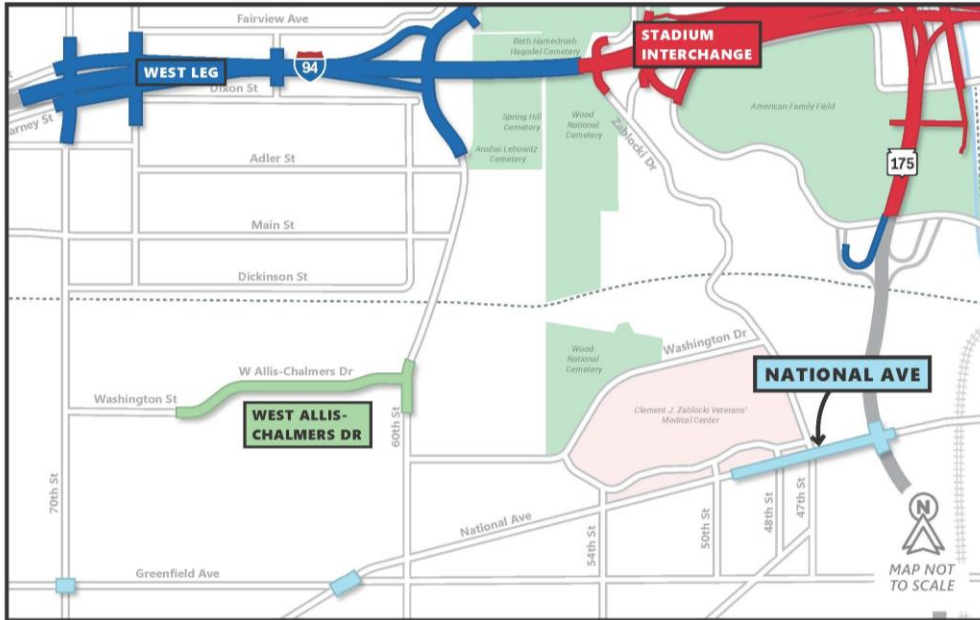 Fairview Ave
Beth Hamedrosh
Hagodel Cemetery
STADIUM
INTERCHANGE
WEST LEG
94
Dixon St
American Family Field
Spring Hill
Cemetery
Wood
National
Cemetery
Zablocki Dr
Anshai Lebowitz
Cemetery
Adler St
175
Main St
Dickinson St
Washington Dr
Wood
National
Cemetery
W Allis-Chalmers Dr
NATIONAL AVE
Washington St
WEST ALLIS-
CHALMERS DR
60th St
Clement J. Zablocki Veterans'
Medical Center
70th St
National Ave
54th St
50th St
48th St
47th St
N
Greenfield Ave
MAP NOT
TO SCALE